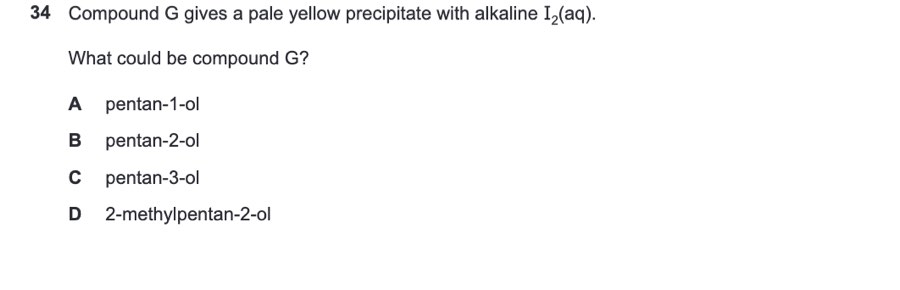 34 Compound G gives a pale yellow precipitate with alkaline I₂(aq).
What could be compound G?
A pentan-1-ol
B pentan-2-ol
C pentan-3-ol
D 2-methylpentan-2-ol